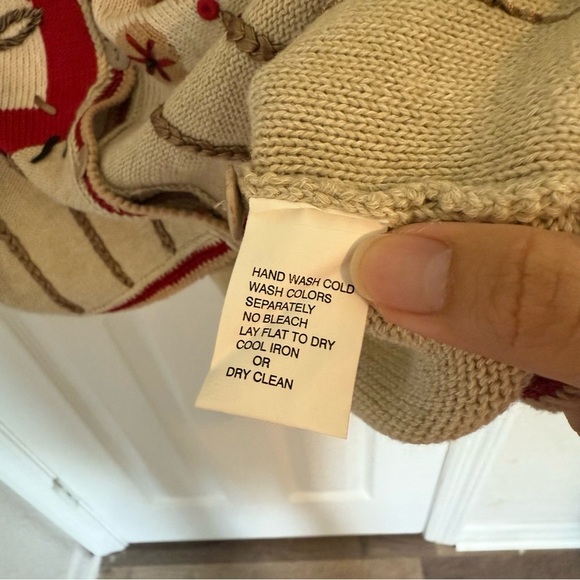 HAND WASH COLD
WASH COLORS
SEPARATELY
NO BLEACH
LAY FLAT TO DRY
COOL IRON
OR
DRY CLEAN